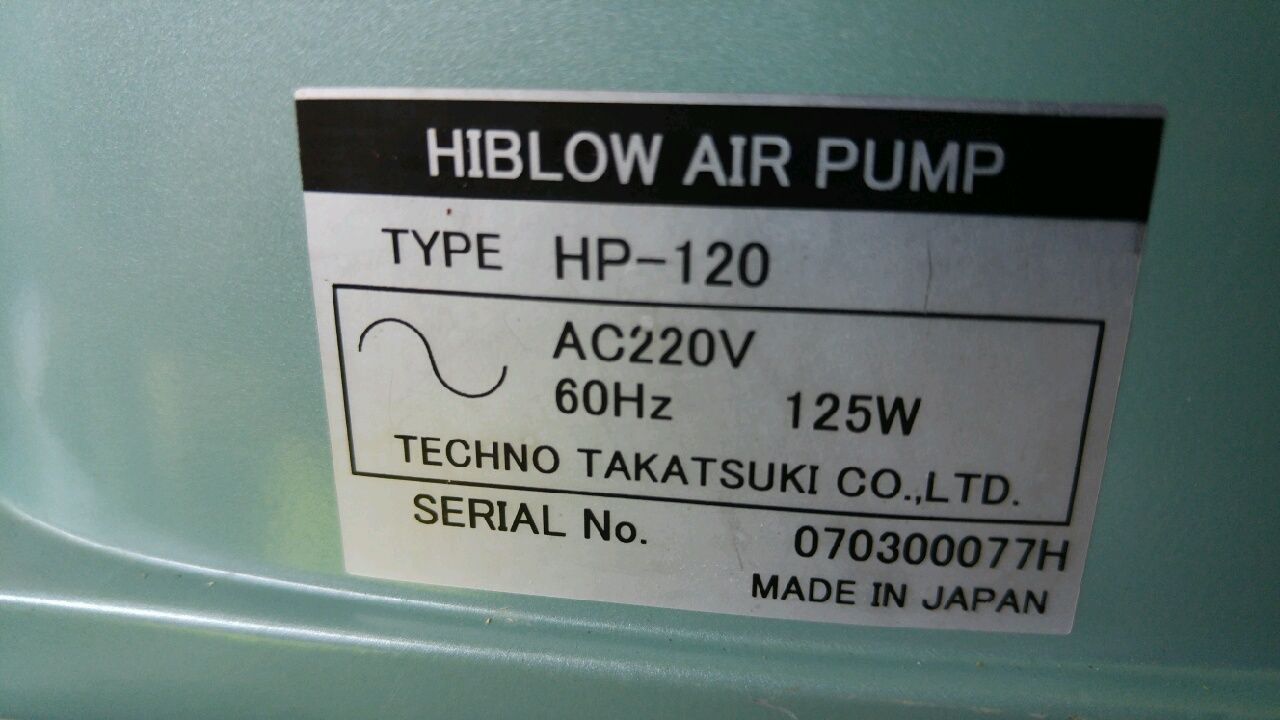 HIBLOW AIR PUMP
TYPE HP-120
AC220V
60Hz 125W
TECHNO TAKATSUKI CO.,LTD.
SERIAL No. 070300077H
MADE IN JAPAN